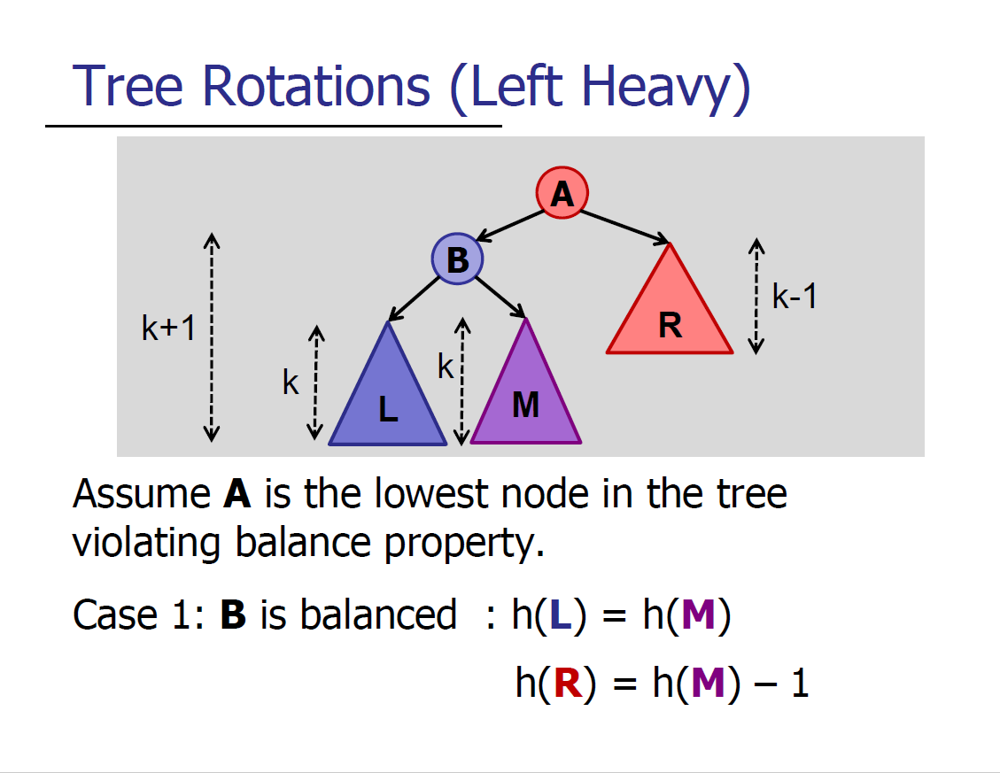 Tree Rotations (Left Heavy)
A
B
k+1
k-1
R
k
k
L
M
Assume A is the lowest node in the tree
violating balance property.
Case 1: B is balanced : h(L) = h(M)
h(R) = h(M) – 1